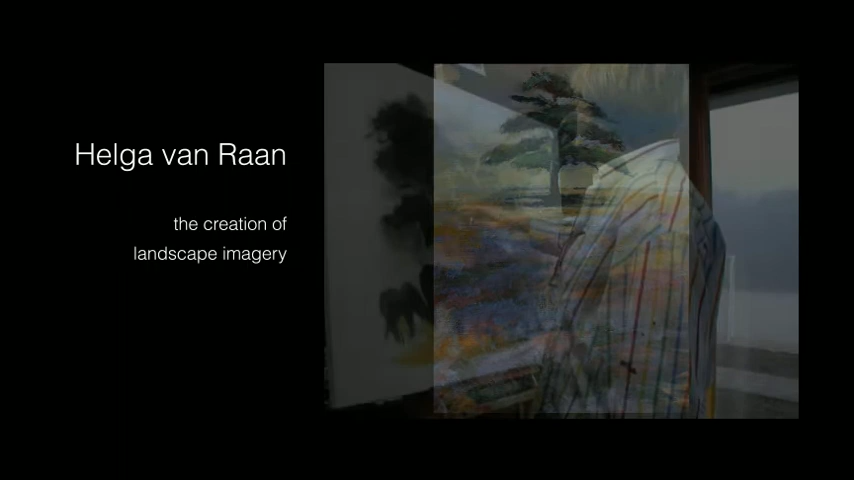 Helga van Raan
the creation of
landscape imagery